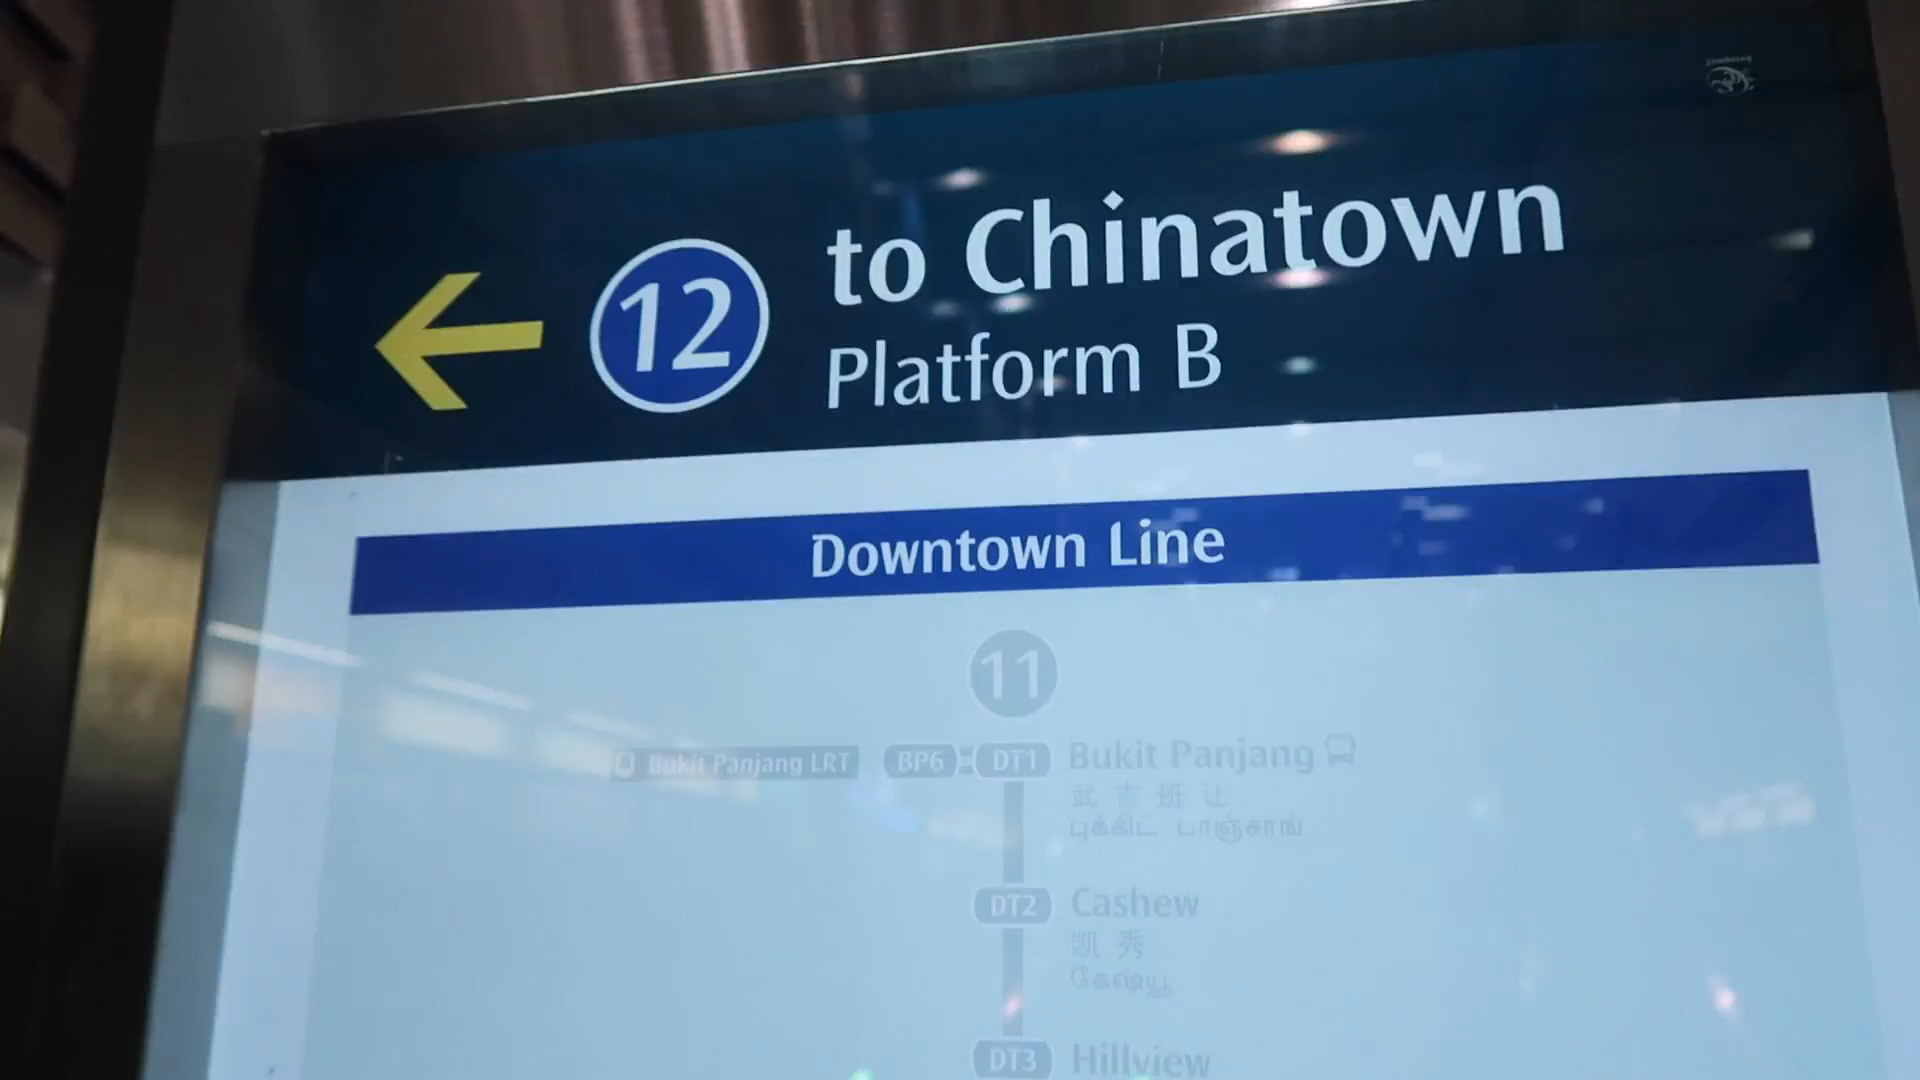 12 to Chinatown
Platform B
Downtown Line
11
Bukit Panjang LRT BP6 DT1 Bukit Panjang
武吉班让
புக்கிட் பாஞ்சாங்
DT2 Cashew
凯秀
கேஷ்யூ
DT3 Hillview